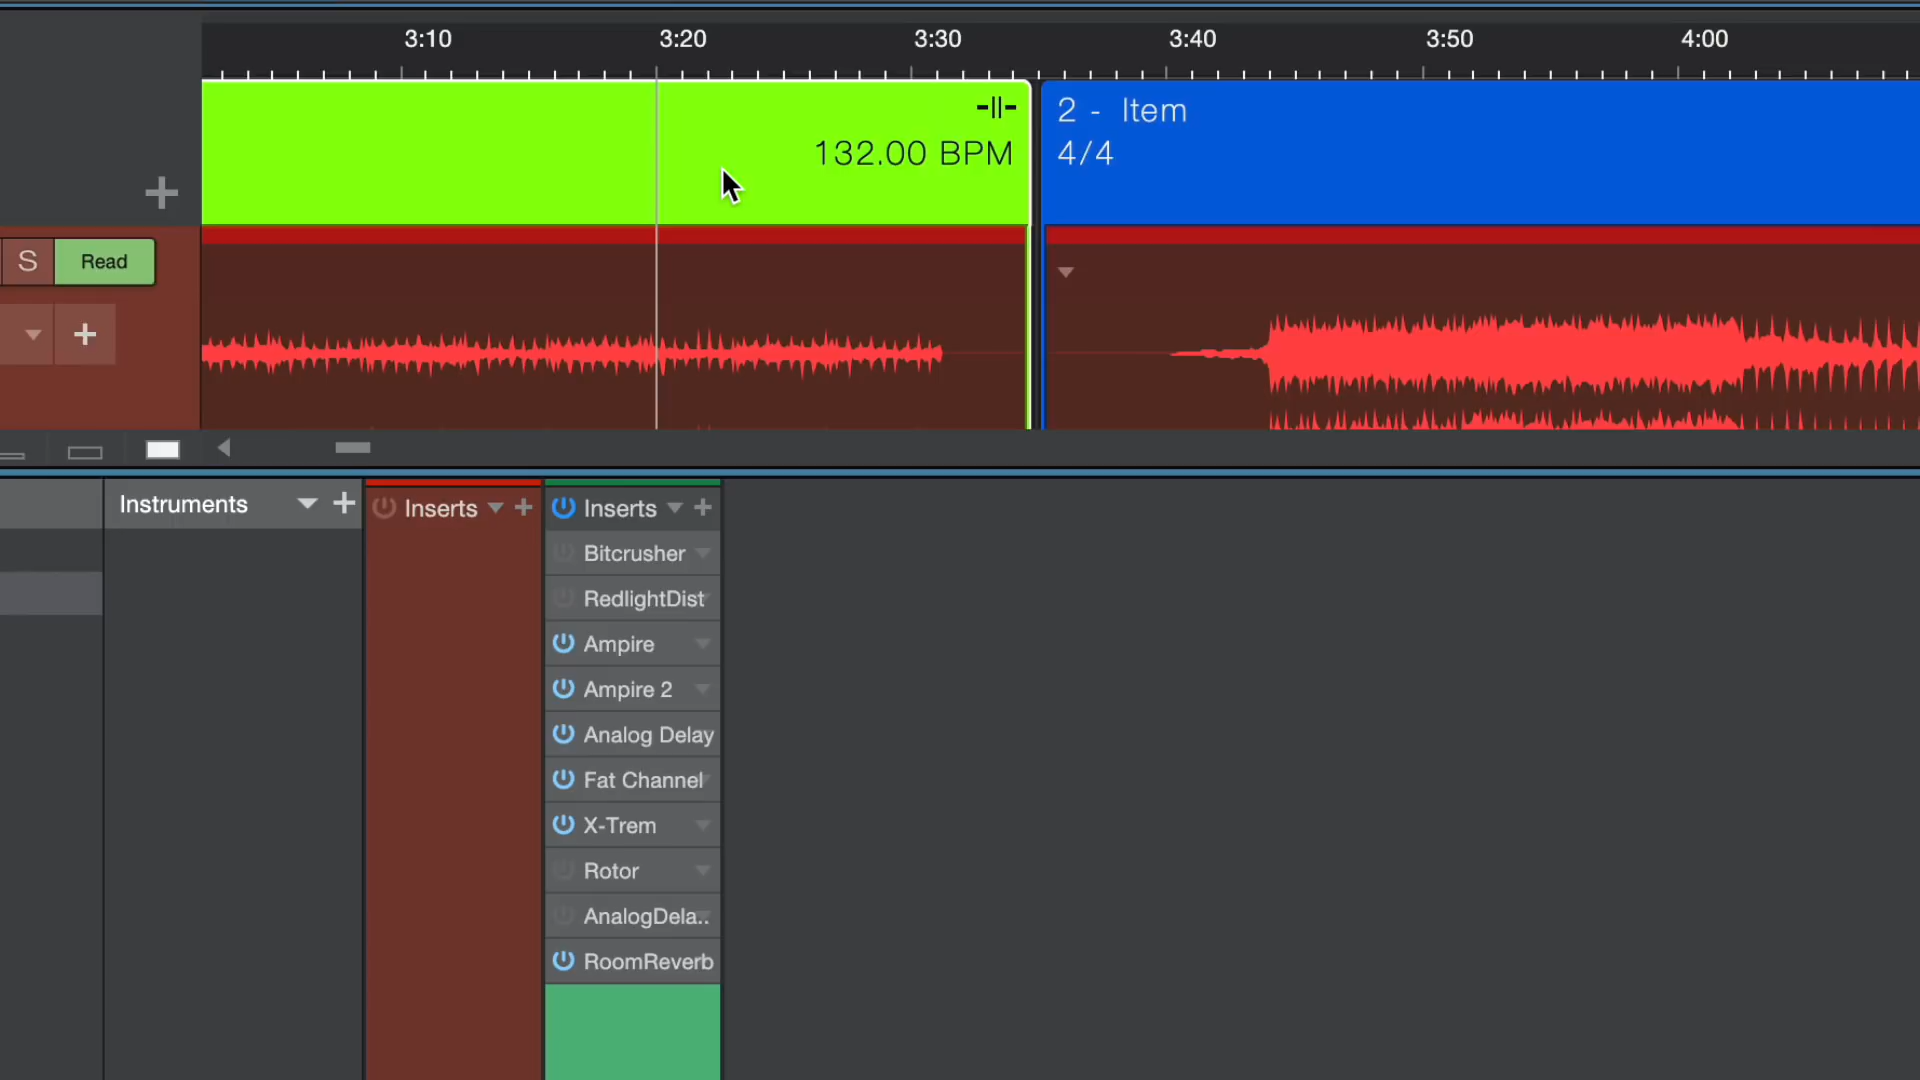 3:10 3:20 3:30 3:40 3:50 4:00
132.00 BPM
2 - Item
4/4
S Read
Instruments
Inserts
Inserts
Bitcrusher
RedlightDist
Ampire
Ampire 2
Analog Delay
Fat Channel
X-Trem
Rotor
AnalogDela..
RoomReverb